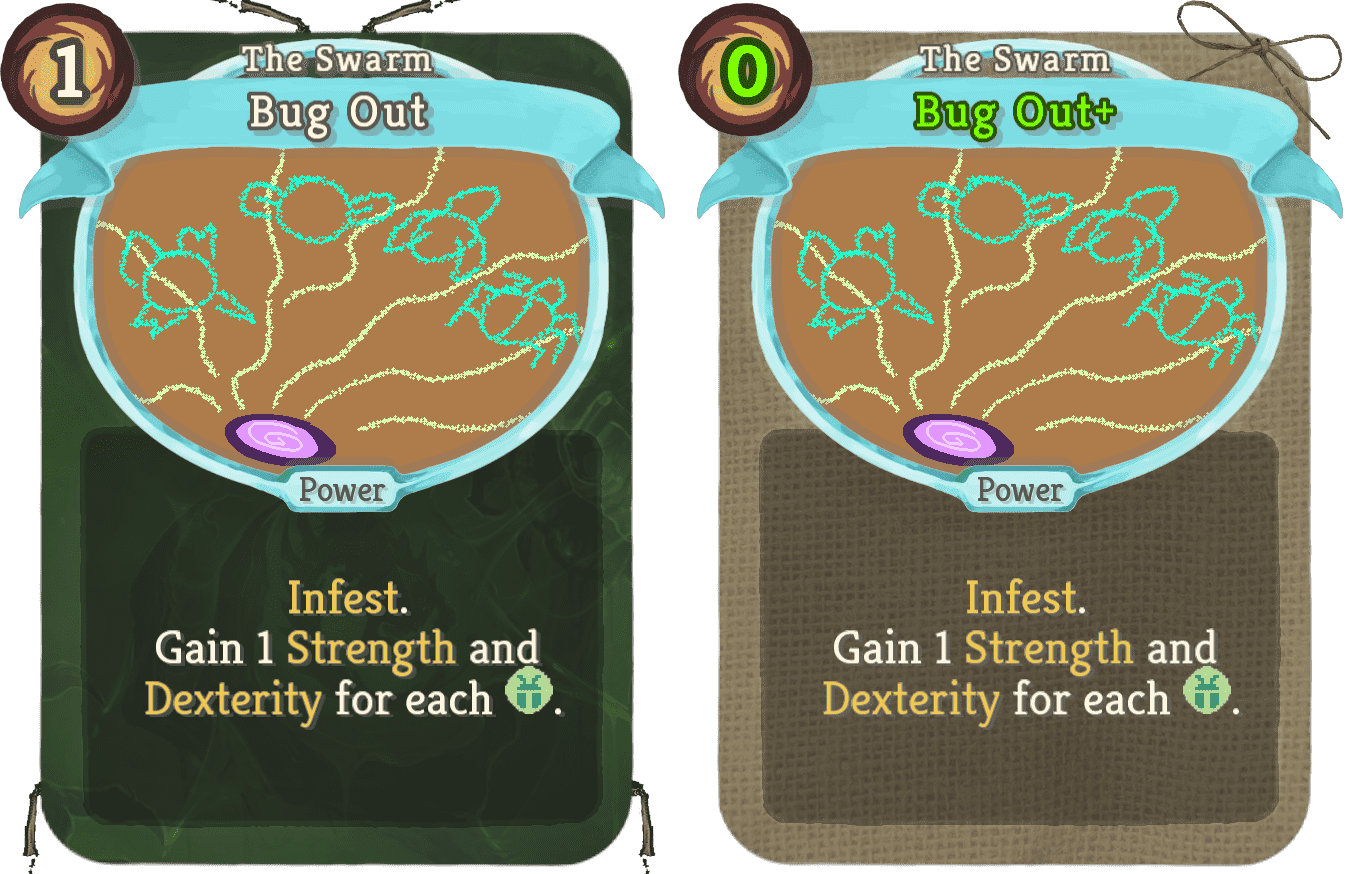 1
The Swarm
Bug Out
Power
Infest.
Gain 1 Strength and
Dexterity for each .
0
The Swarm
Bug Out+
Power
Infest.
Gain 1 Strength and
Dexterity for each .